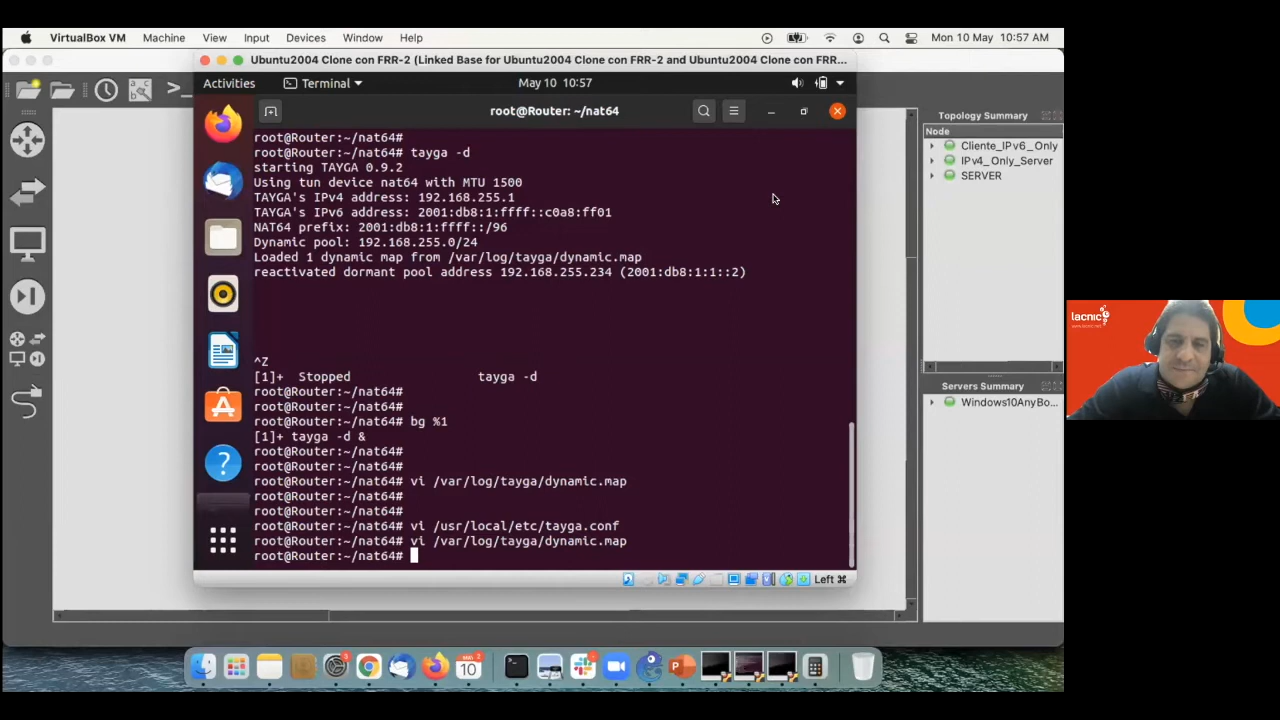 VirtualBox VM Machine View Input Devices Window Help Mon 10 May 10:57 AM
Ubuntu2004 Clone con FRR-2 (Linked Base for Ubuntu2004 Clone con FRR-2 and Ubuntu2004 Clone con FRR...
Activities Terminal May 10 10:57
root@Router: ~/nat64
root@Router:~/nat64#
root@Router:~/nat64# tayga -d
starting TAYGA 0.9.2
Using tun device nat64 with MTU 1500
TAYGA's IPv4 address: 192.168.255.1
TAYGA's IPv6 address: 2001:db8:1:ffff::c0a8:ff01
NAT64 prefix: 2001:db8:1:ffff::/96
Dynamic pool: 192.168.255.0/24
Loaded 1 dynamic map from /var/log/tayga/dynamic.map
reactivated dormant pool address 192.168.255.234 (2001:db8:1:1::2)
^Z
[1]+ Stopped tayga -d
root@Router:~/nat64#
root@Router:~/nat64#
root@Router:~/nat64# bg %1
[1]+ tayga -d &
root@Router:~/nat64#
root@Router:~/nat64#
root@Router:~/nat64# vi /var/log/tayga/dynamic.map
root@Router:~/nat64#
root@Router:~/nat64#
root@Router:~/nat64# vi /usr/local/etc/tayga.conf
root@Router:~/nat64# vi /var/log/tayga/dynamic.map
root@Router:~/nat64#
Left ⌘
Topology Summary
Node
Cliente_IPv6_Only
IPv4_Only_Server
SERVER
Servers Summary
Windows10AnyBo...
lacnic
www.lacnic.net